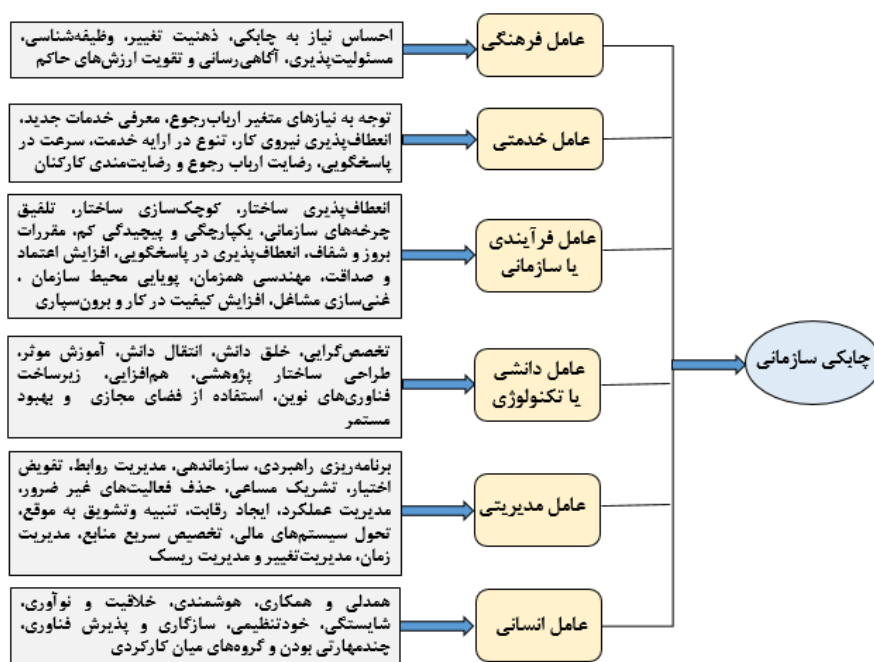 احساس نیاز به چابکی، ذهنیت تغییر، وظیفه‌شناسی،
مسئولیت‌پذیری، آگاهی‌رسانی و تقویت ارزش‌های حاکم
عامل فرهنگی
توجه به نیازهای متغیر ارباب‌رجوع، معرفی خدمات جدید،
انعطاف‌پذیری نیروی کار، تنوع در ارایه خدمت، سرعت در
پاسخگویی، رضایت ارباب رجوع و رضایت‌مندی کارکنان
عامل خدمتی
انعطاف‌پذیری ساختار، کوچک‌سازی ساختار، تلفیق
چرخه‌های سازمانی، یکپارچگی و پیچیدگی کم، مقررات
بروز و شفاف، انعطاف‌پذیری در پاسخگویی، افزایش اعتماد
و صداقت، مهندسی همزمان، پویایی محیط سازمان ،
غنی‌سازی مشاغل، افزایش کیفیت در کار و برون‌سپاری
عامل فرآیندی
یا سازمانی
تخصص‌گرایی، خلق دانش، انتقال دانش، آموزش موثر،
طراحی ساختار پژوهشی، هم‌افزایی، زیرساخت
فناوری‌های نوین، استفاده از فضای مجازی و بهبود
مستمر
عامل دانشی
یا تکنولوژی
برنامه‌ریزی راهبردی، سازماندهی، مدیریت روابط، تفویض
اختیار، تشریک مساعی، حذف فعالیت‌های غیر ضرور،
مدیریت عملکرد، ایجاد رقابت، تنبیه وتشویق به موقع،
تحول سیستم‌های مالی، تخصیص سریع منابع، مدیریت
زمان، مدیریت‌تغییر و مدیریت ریسک
عامل مدیریتی
همدلی و همکاری، هوشمندی، خلاقیت و نوآوری،
شایستگی، خودتنظیمی، سازگاری و پذیرش فناوری،
چندمهارتی بودن و گروه‌های میان کارکردی
عامل انسانی
چابکی سازمانی